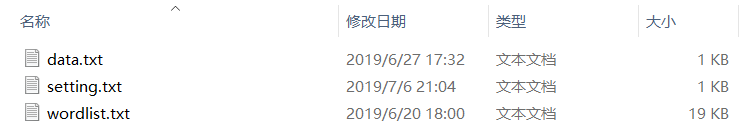 名称 修改日期 类型 大小
data.txt 2019/6/27 17:32 文本文档 1 KB
setting.txt 2019/7/6 21:04 文本文档 1 KB
wordlist.txt 2019/6/20 18:00 文本文档 19 KB